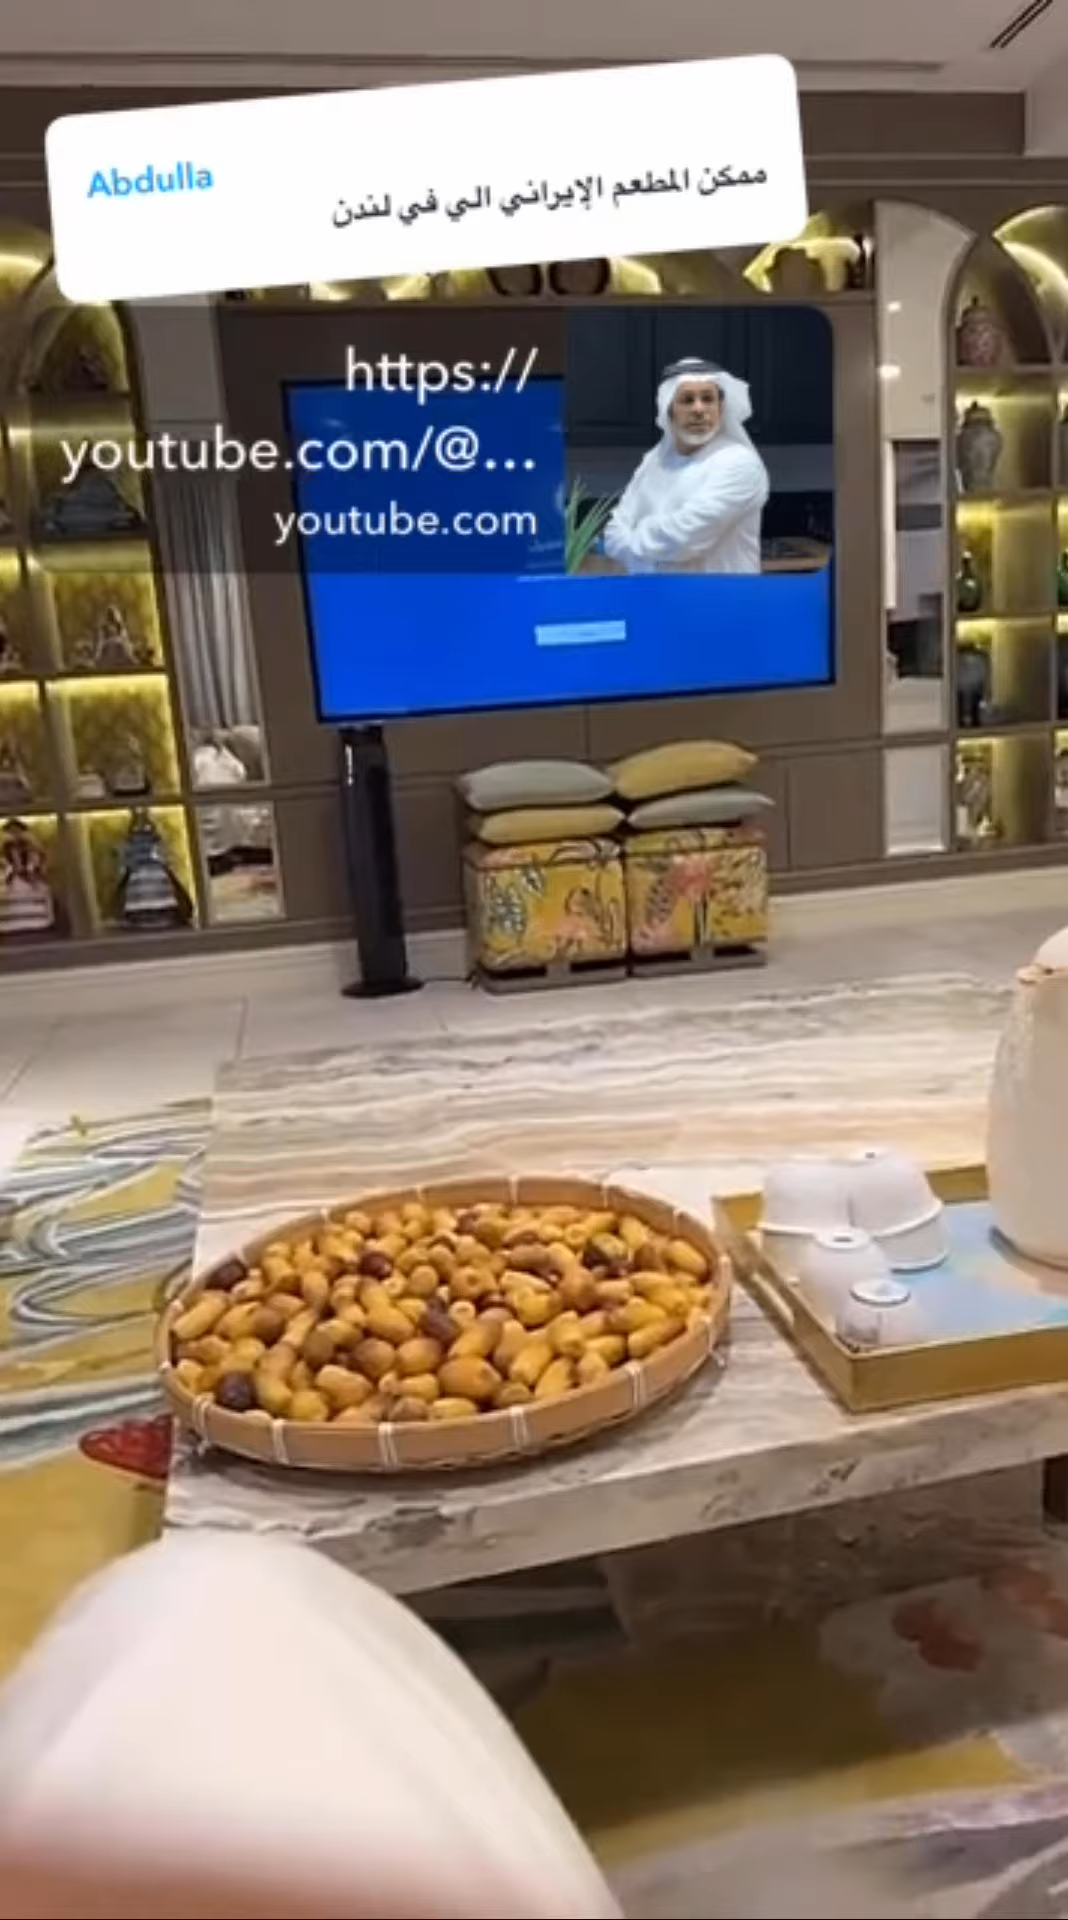 Abdulla
ممكن المطعم الإيراني الي في لندن
https://
youtube.com/@...
youtube.com